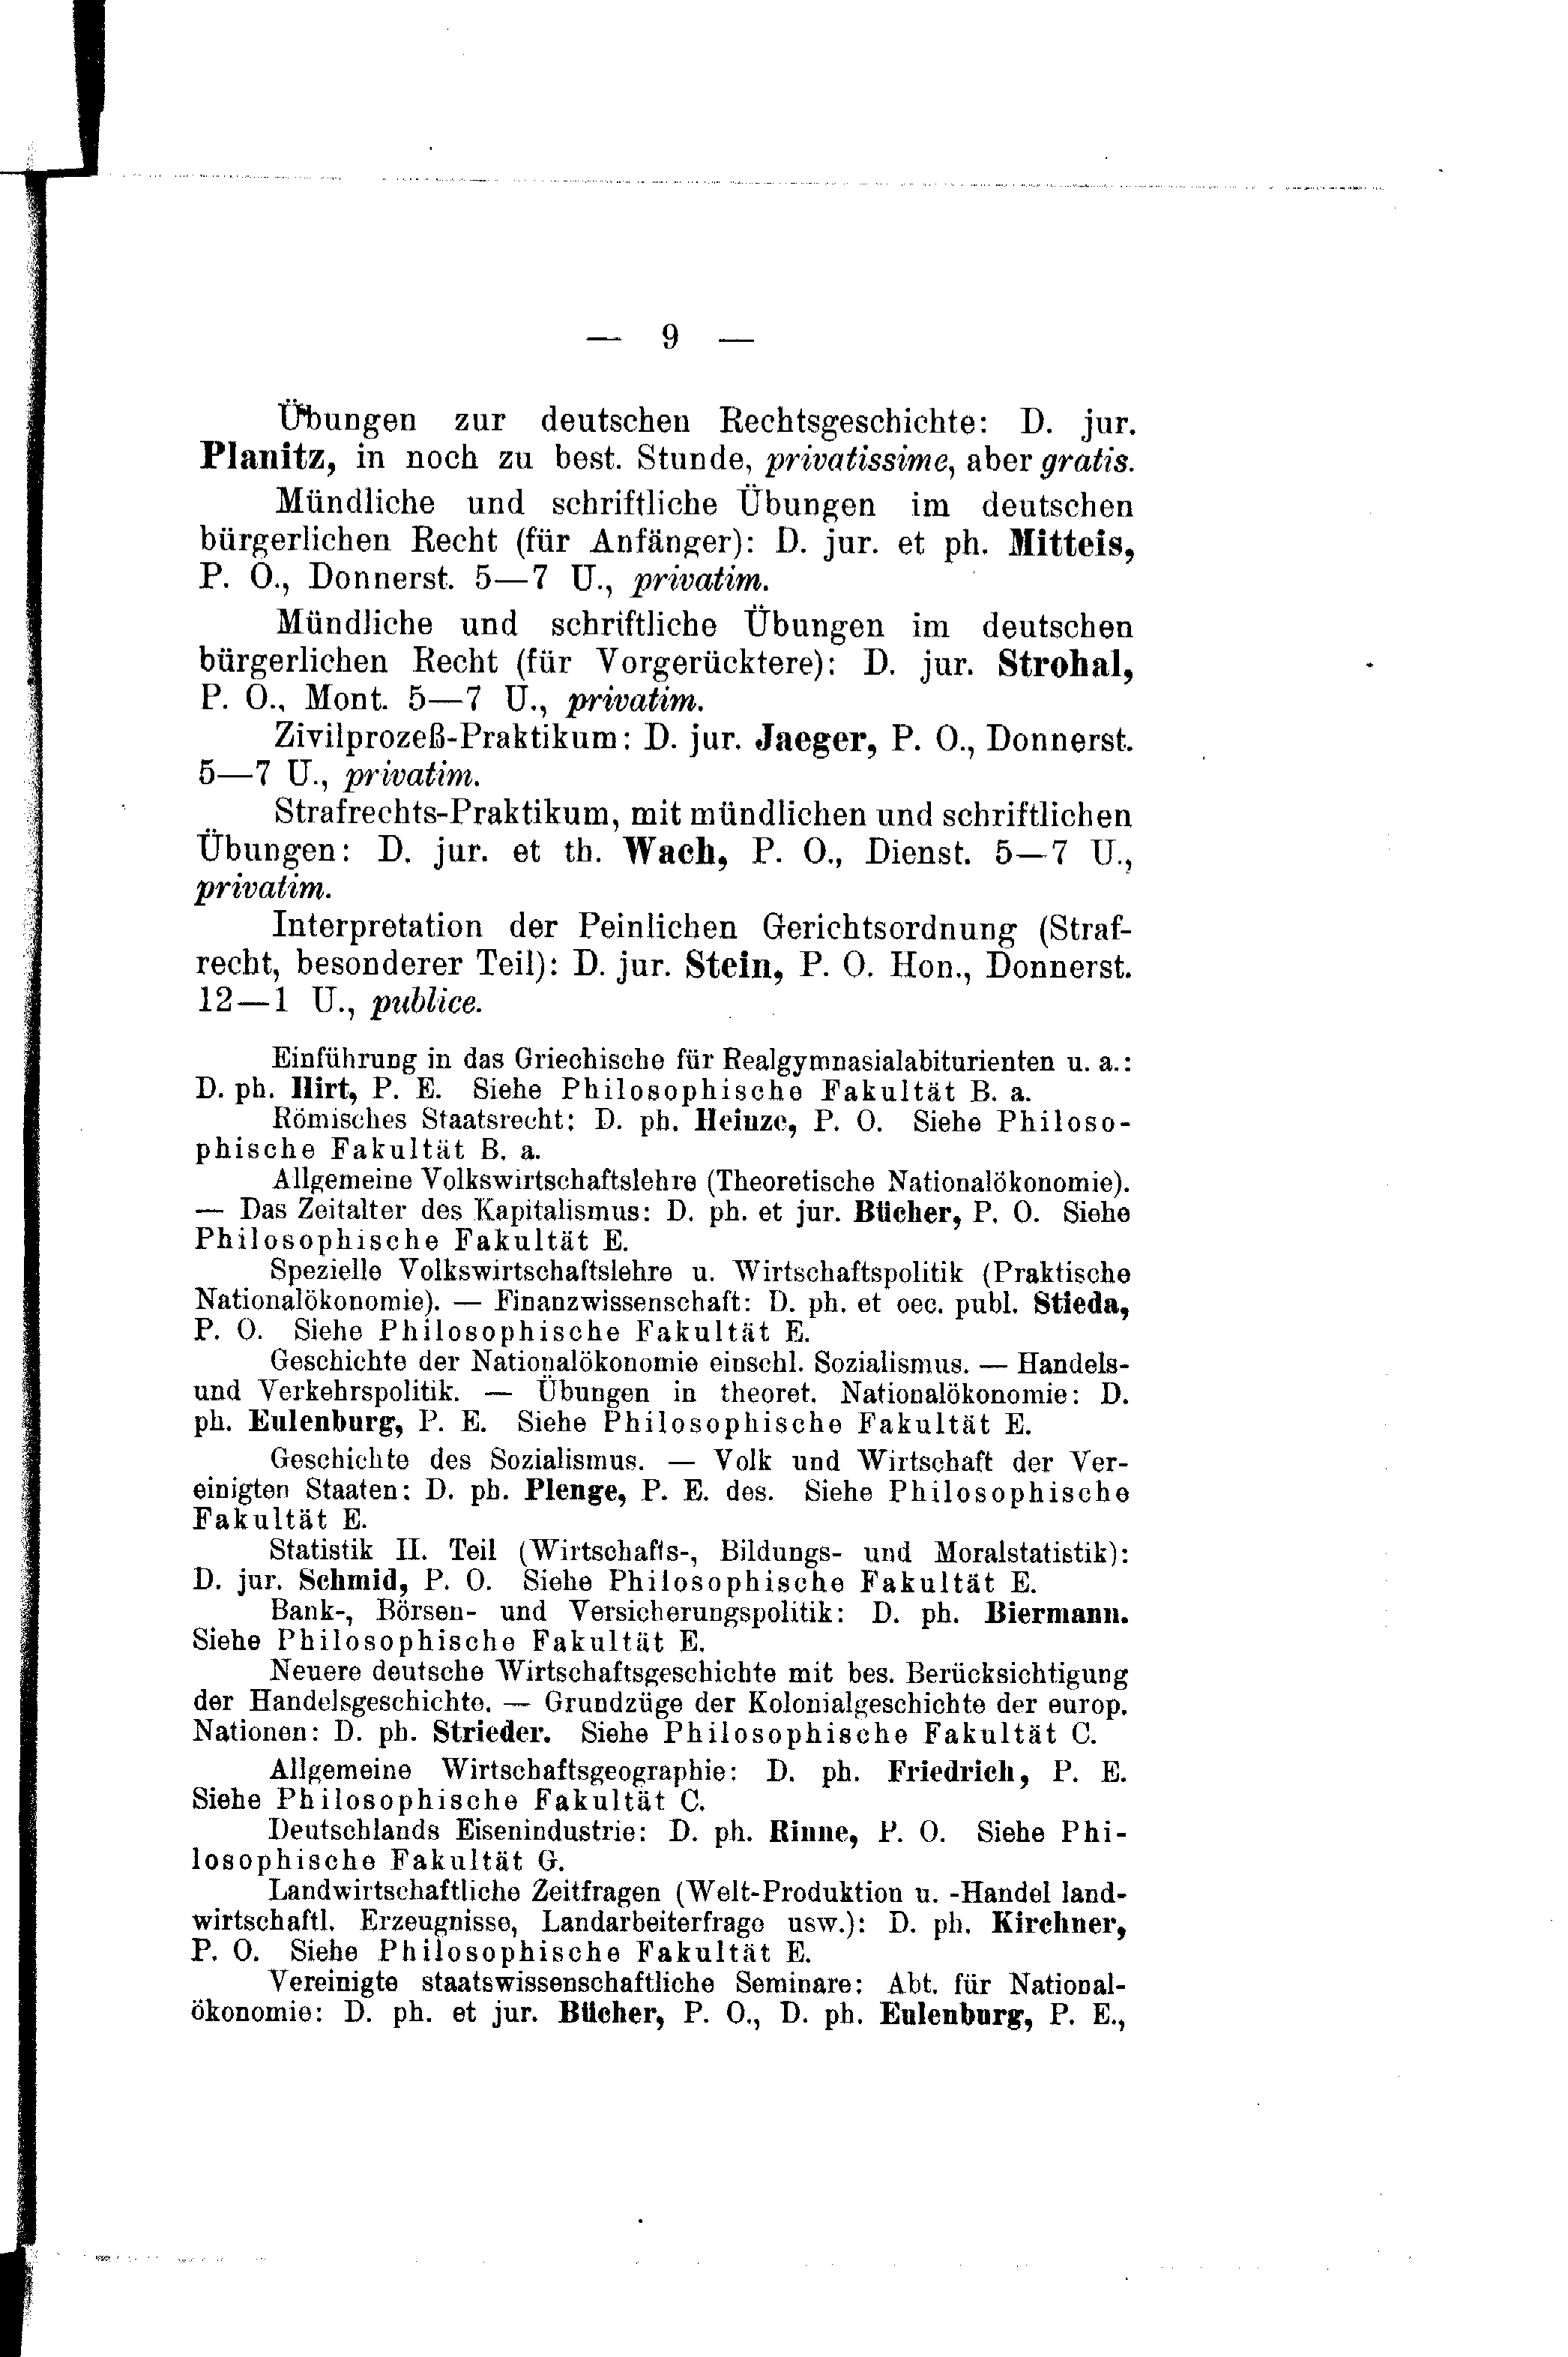 — 9 —
Übungen zur deutschen Rechtsgeschichte: D. jur.
Planitz, in noch zu best. Stunde, privatissime, aber gratis.
Mündliche und schriftliche Übungen im deutschen
bürgerlichen Recht (für Anfänger): D. jur. et ph. Mitteis,
P. O., Donnerst. 5—7 U., privatim.
Mündliche und schriftliche Übungen im deutschen
bürgerlichen Recht (für Vorgerücktere): D. jur. Strohal,
P. O., Mont. 5—7 U., privatim.
Zivilprozeß-Praktikum: D. jur. Jaeger, P. O., Donnerst.
5—7 U., privatim.
Strafrechts-Praktikum, mit mündlichen und schriftlichen
Übungen: D. jur. et th. Wach, P. O., Dienst. 5—7 U.,
privatim.
Interpretation der Peinlichen Gerichtsordnung (Straf-
recht, besonderer Teil): D. jur. Stein, P. O. Hon., Donnerst.
12—1 U., publice.
Einführung in das Griechische für Realgymnasialabiturienten u. a.:
D. ph. Hirt, P. E. Siehe Philosophische Fakultät B. a.
Römisches Staatsrecht: D. ph. Heinze, P. O. Siehe Philoso-
phische Fakultät B. a.
Allgemeine Volkswirtschaftslehre (Theoretische Nationalökonomie).
— Das Zeitalter des Kapitalismus: D. ph. et jur. Bücher, P. O. Siehe
Philosophische Fakultät E.
Spezielle Volkswirtschaftslehre u. Wirtschaftspolitik (Praktische
Nationalökonomie). — Finanzwissenschaft: D. ph. et oec. publ. Stieda,
P. O. Siehe Philosophische Fakultät E.
Geschichte der Nationalökonomie einschl. Sozialismus. — Handels-
und Verkehrspolitik. — Übungen in theoret. Nationalökonomie: D.
ph. Eulenburg, P. E. Siehe Philosophische Fakultät E.
Geschichte des Sozialismus. — Volk und Wirtschaft der Ver-
einigten Staaten: D. ph. Plenge, P. E. des. Siehe Philosophische
Fakultät E.
Statistik II. Teil (Wirtschafts-, Bildungs- und Moralstatistik):
D. jur. Schmid, P. O. Siehe Philosophische Fakultät E.
Bank-, Börsen- und Versicherungspolitik: D. ph. Biermann.
Siehe Philosophische Fakultät E.
Neuere deutsche Wirtschaftsgeschichte mit bes. Berücksichtigung
der Handelsgeschichte. — Grundzüge der Kolonialgeschichte der europ.
Nationen: D. ph. Strieder. Siehe Philosophische Fakultät C.
Allgemeine Wirtschaftsgeographie: D. ph. Friedrich, P. E.
Siehe Philosophische Fakultät C.
Deutschlands Eisenindustrie: D. ph. Rinne, P. O. Siehe Phi-
losophische Fakultät G.
Landwirtschaftliche Zeitfragen (Welt-Produktion u. -Handel land-
wirtschaftl. Erzeugnisse, Landarbeiterfrage usw.): D. ph. Kirchner,
P. O. Siehe Philosophische Fakultät E.
Vereinigte staatswissenschaftliche Seminare: Abt. für National-
ökonomie: D. ph. et jur. Bücher, P. O., D. ph. Eulenburg, P. E.,